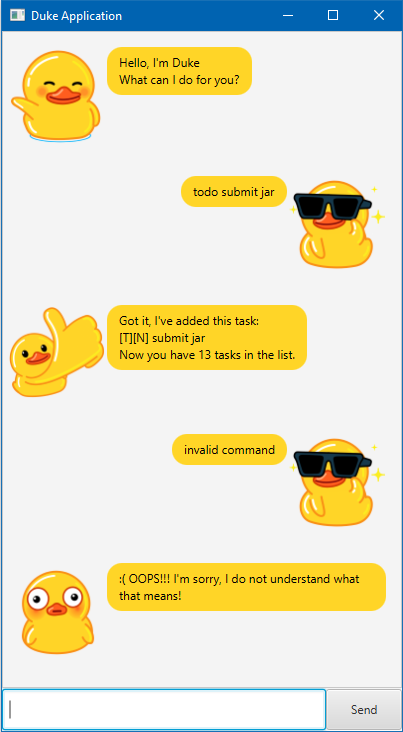 Duke Application
Hello, I'm Duke
What can I do for you?
todo submit jar
Got it, I've added this task:
[T][N] submit jar
Now you have 13 tasks in the list.
invalid command
:( OOPS!!! I'm sorry, I do not understand what
that means!
Send